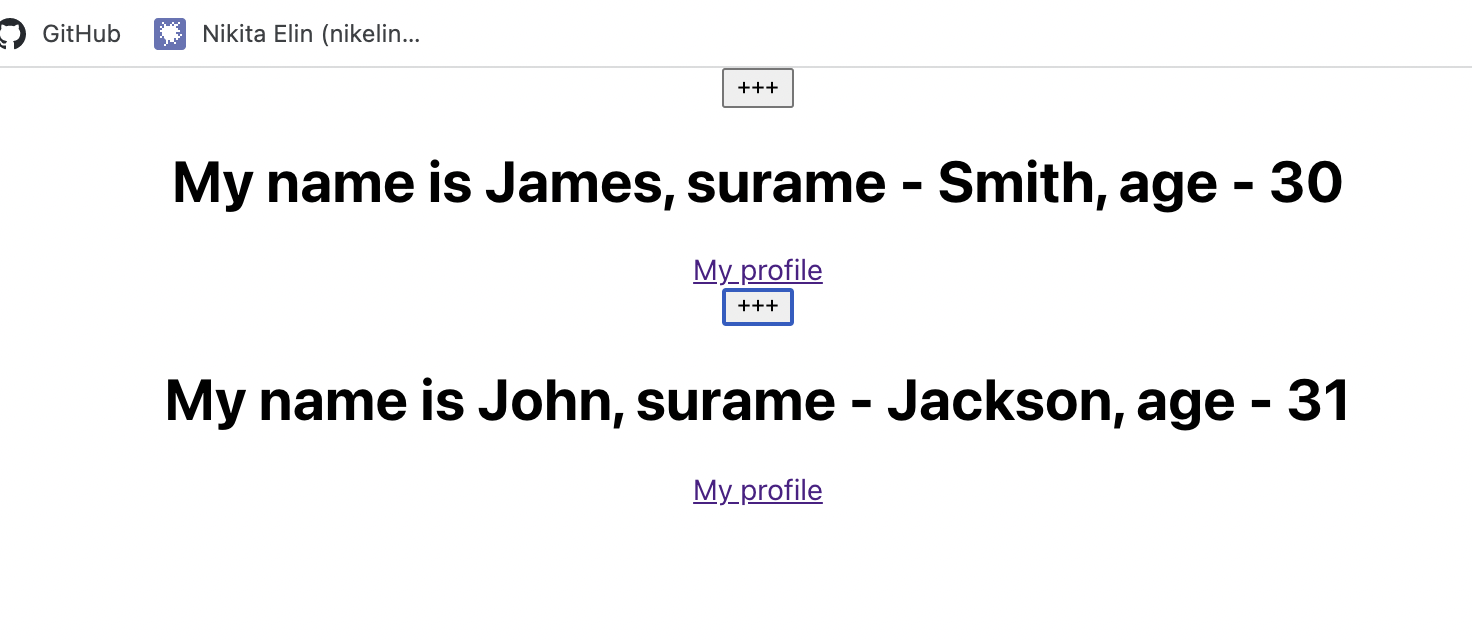 GitHub Nikita Elin (nikelin...
+++
My name is James, surame - Smith, age - 30
My profile
+++
My name is John, surame - Jackson, age - 31
My profile